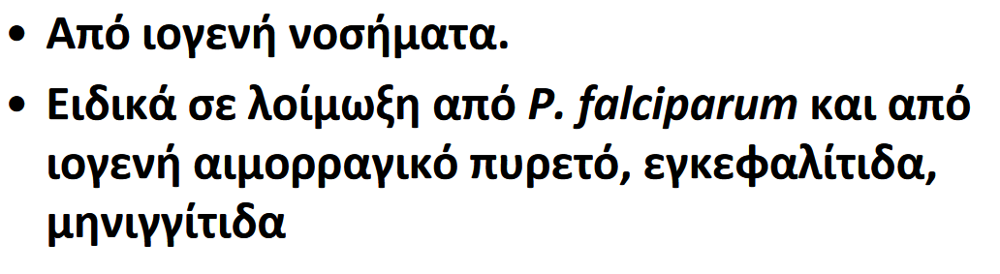 • Από ιογενή νοσήματα.
• Ειδικά σε λοίμωξη από P. falciparum και από
ιογενή αιμορραγικό πυρετό, εγκεφαλίτιδα,
μηνιγγίτιδα